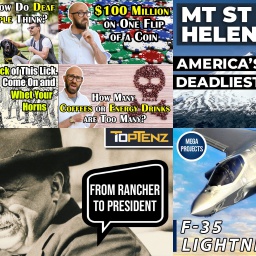 How Do Deaf
ple Think?
$100 Million
on One Flip
of a Coin
ck of This Lick,
Come On and
Whet Your
Horns
How Many
Coffees or Energy Drinks
are Too Many?
MT ST
HELEN
AMERICA'S
DEADLIEST
TopTenz
FROM RANCHER
TO PRESIDENT
MEGA
PROJECTS
F-35
LIGHTN